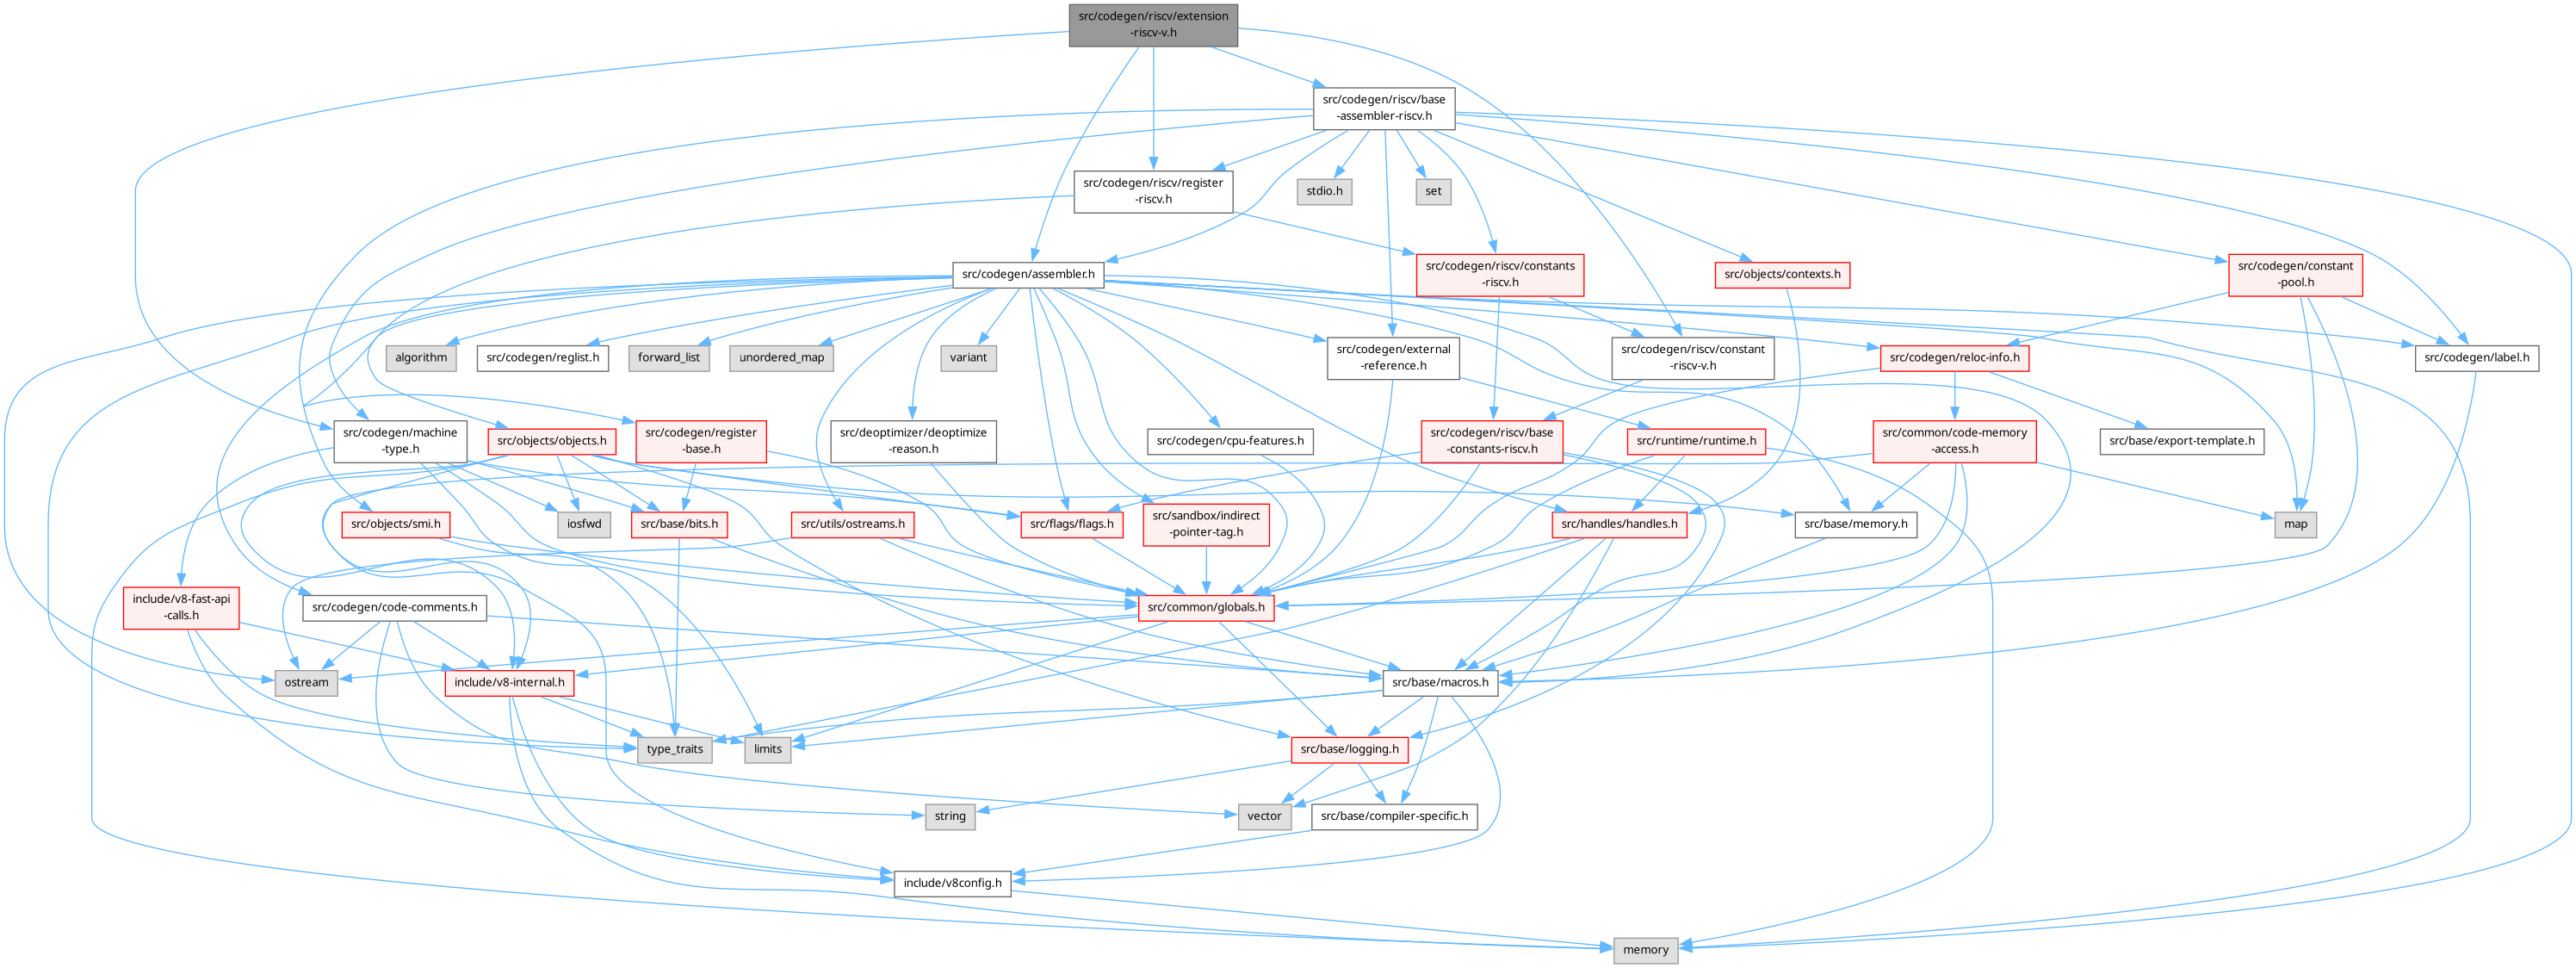 src/codegen/riscv/extension
-riscv-v.h
src/codegen/riscv/base
-assembler-riscv.h
src/codegen/riscv/register
-riscv.h
stdio.h
set
src/codegen/assembler.h
src/codegen/riscv/constants
-riscv.h
src/objects/contexts.h
src/codegen/constant
-pool.h
algorithm
src/codegen/reglist.h
forward_list
unordered_map
variant
src/codegen/external
-reference.h
src/codegen/riscv/constant
-riscv-v.h
src/codegen/reloc-info.h
src/codegen/label.h
src/codegen/machine
-type.h
src/objects/objects.h
src/codegen/register
-base.h
src/deoptimizer/deoptimize
-reason.h
src/codegen/cpu-features.h
src/codegen/riscv/base
-constants-riscv.h
src/runtime/runtime.h
src/common/code-memory
-access.h
src/base/export-template.h
src/objects/smi.h
iosfwd
src/base/bits.h
src/utils/ostreams.h
src/flags/flags.h
src/sandbox/indirect
-pointer-tag.h
src/handles/handles.h
src/base/memory.h
map
include/v8-fast-api
-calls.h
src/codegen/code-comments.h
src/common/globals.h
ostream
include/v8-internal.h
src/base/macros.h
type_traits
limits
src/base/logging.h
string
vector
src/base/compiler-specific.h
include/v8config.h
memory